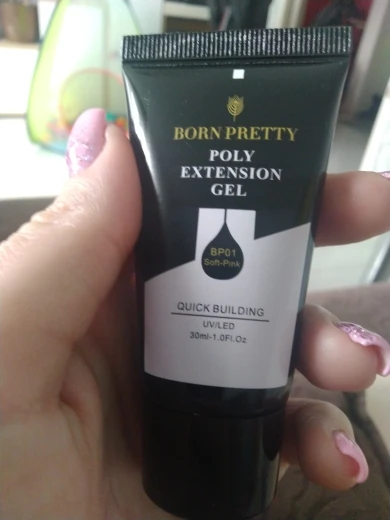 BORN PRETTY
POLY
EXTENSION
GEL
BP01
Soft-Pink
QUICK BUILDING
UV/LED
30ml-1.0Fl.Oz